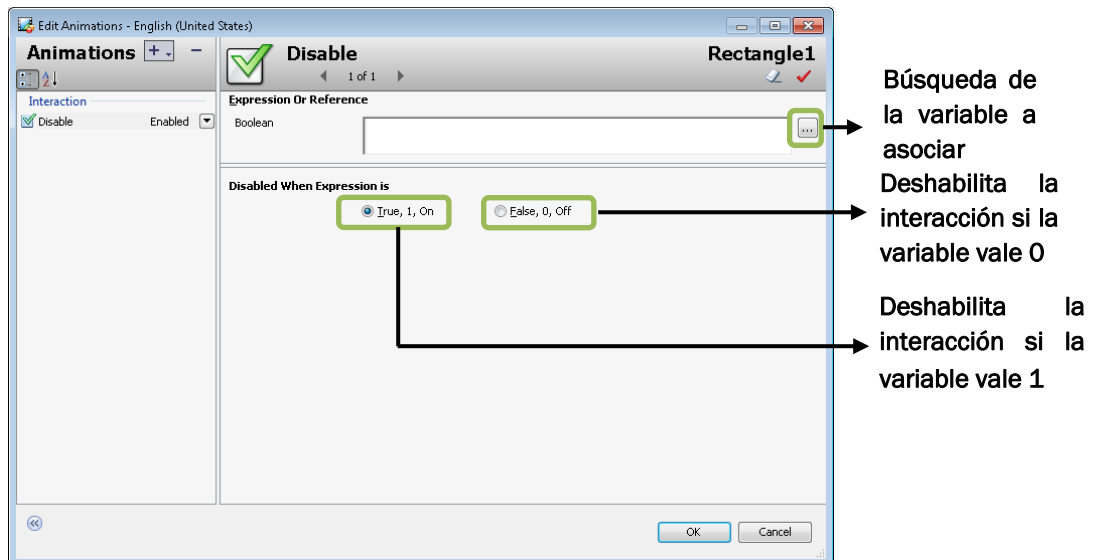 Edit Animations - English (United States)
Animations
Disable
1 of 1
Rectangle1
Interaction
Disable Enabled
Expression Or Reference
Boolean
...
Disabled When Expression is
True, 1, On
False, 0, Off
OK
Cancel
Búsqueda de
la variable a
asociar
Deshabilita la
interacción si la
variable vale 0
Deshabilita la
interacción si la
variable vale 1